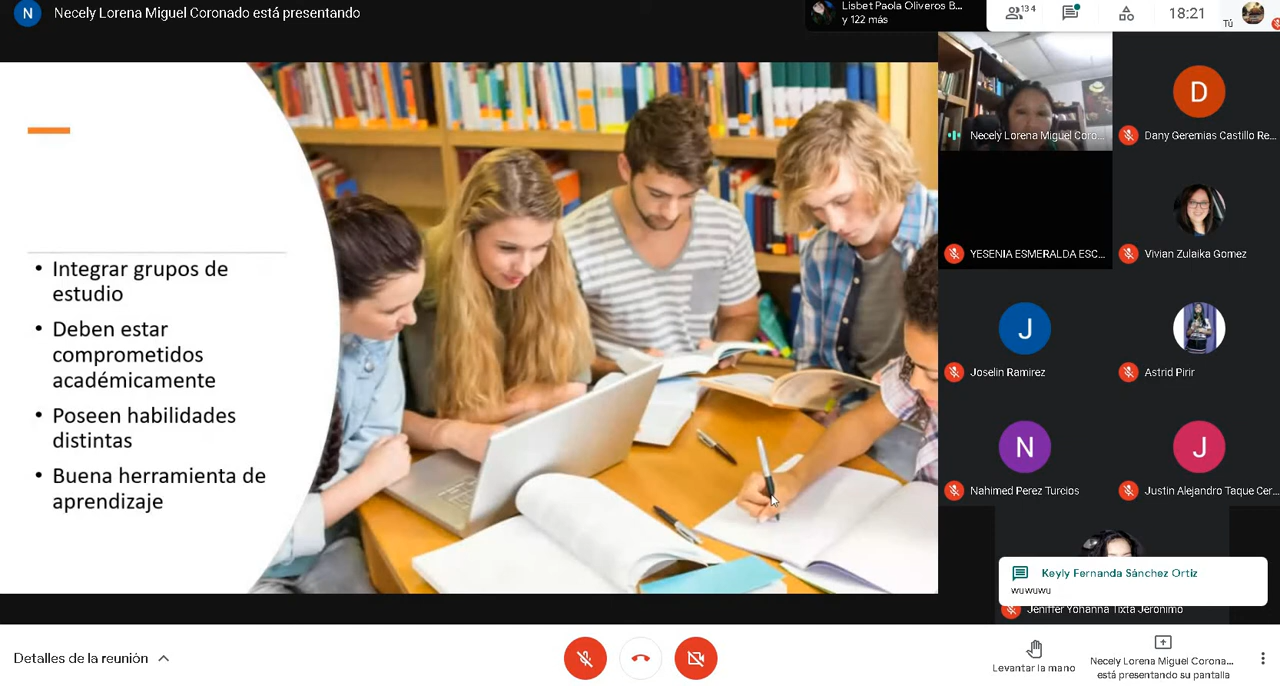 N
Necely Lorena Miguel Coronado está presentando
Lisbet Paola Oliveros B...
y 122 más
134
18:21
Tú
Integrar grupos de
estudio
Deben estar
comprometidos
académicamente
Poseen habilidades
distintas
Buena herramienta de
aprendizaje
Necely Lorena Miguel Coro...
D
Dany Geremias Castillo Re...
YESENIA ESMERALDA ESC...
Vivian Zulaika Gomez
J
Joselin Ramirez
Astrid Pirir
N
Nahimed Perez Turcios
J
Justin Alejandro Taque Cer...
Keyly Fernanda Sánchez Ortiz
wuwuwu
Jeniffer Yohanna Tixta Jeronimo
Detalles de la reunión
Levantar la mano
Necely Lorena Miguel Corona...
está presentando su pantalla